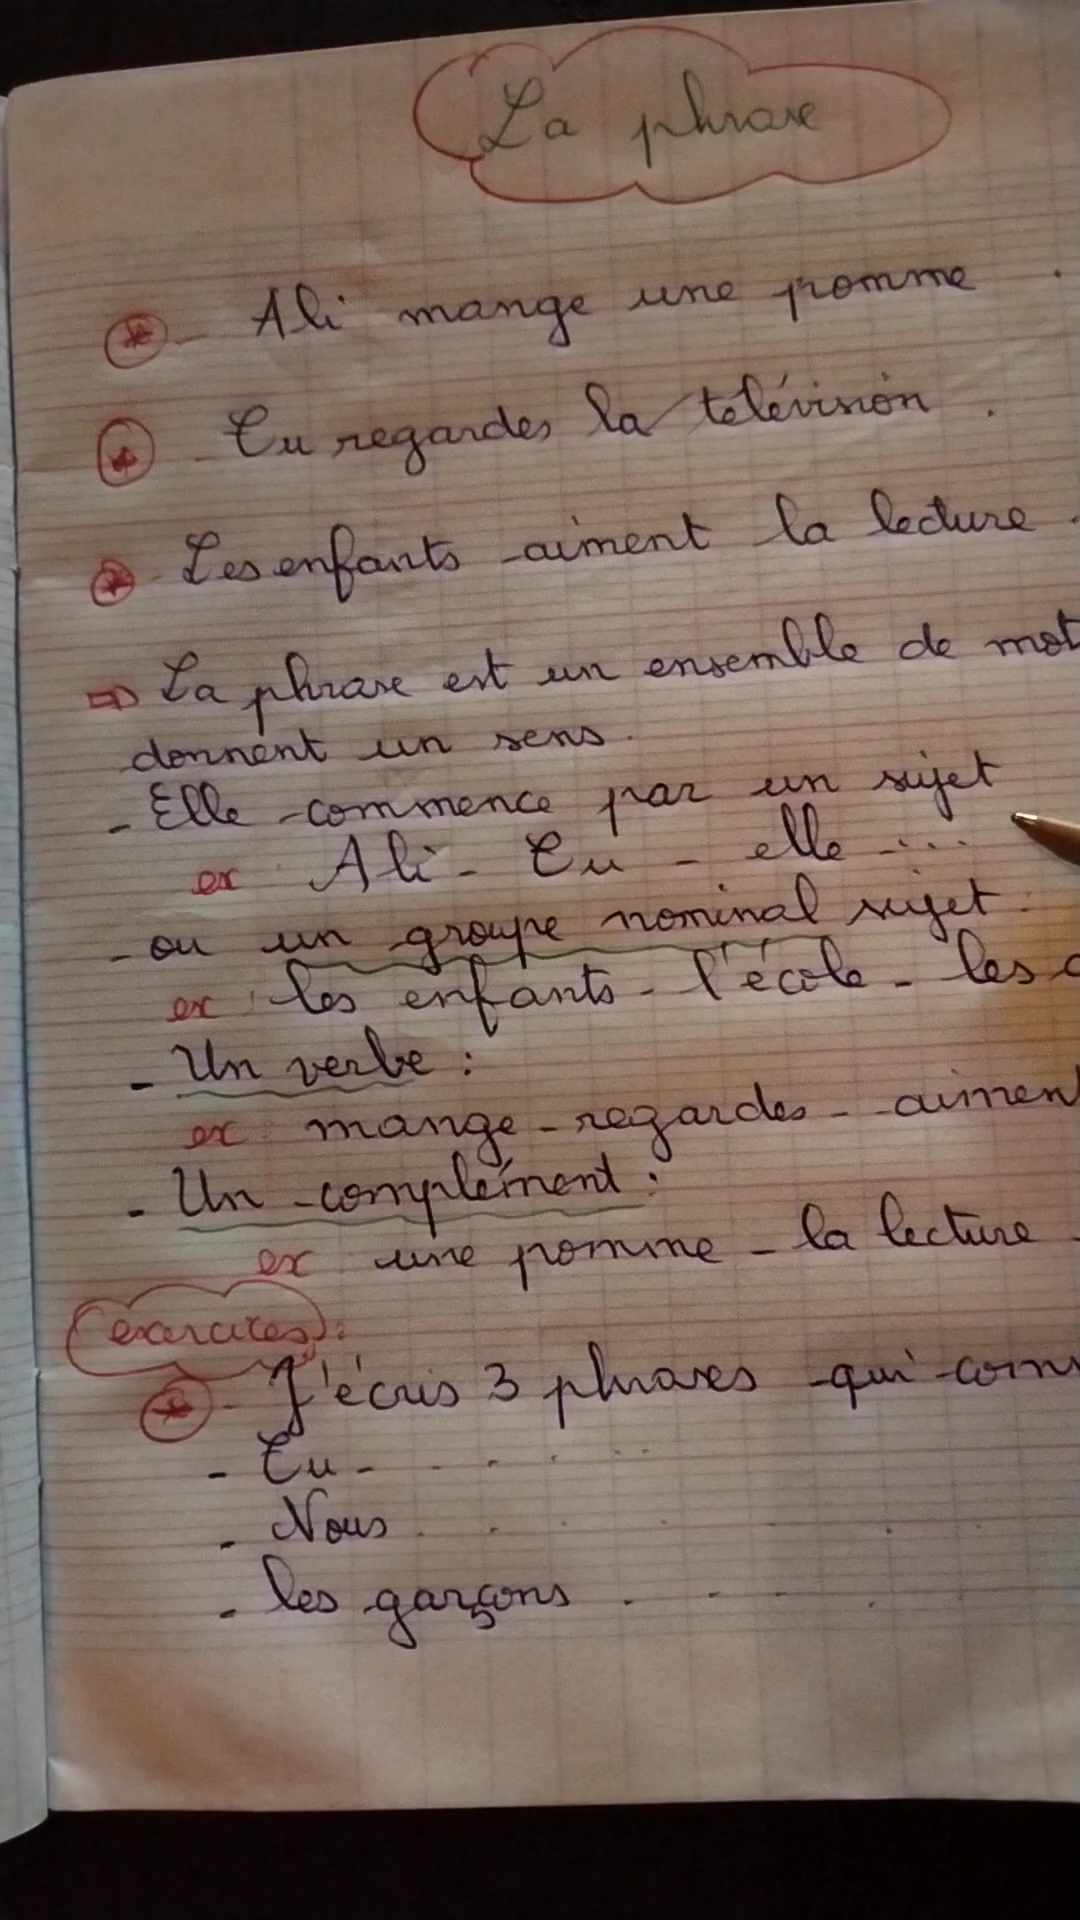 La phrase
- Ali mange une pomme .
- Tu regardes la télévision .
- Les enfants aiment la lecture .
⇒ La phrase est un ensemble de mot
donnent un sens.
- Elle commence par un sujet
ex Ali - Tu - elle ...
- ou un groupe nominal sujet :
ex : les enfants - l'école - les
- Un verbe :
ex : mange - regardes - aiment
- Un complément :
ex une pomme - la lecture -
exercices :
- J'écris 3 phrases qui com
- Tu - . . . .
- Nous . . . . . .
- les garçons . . . . .